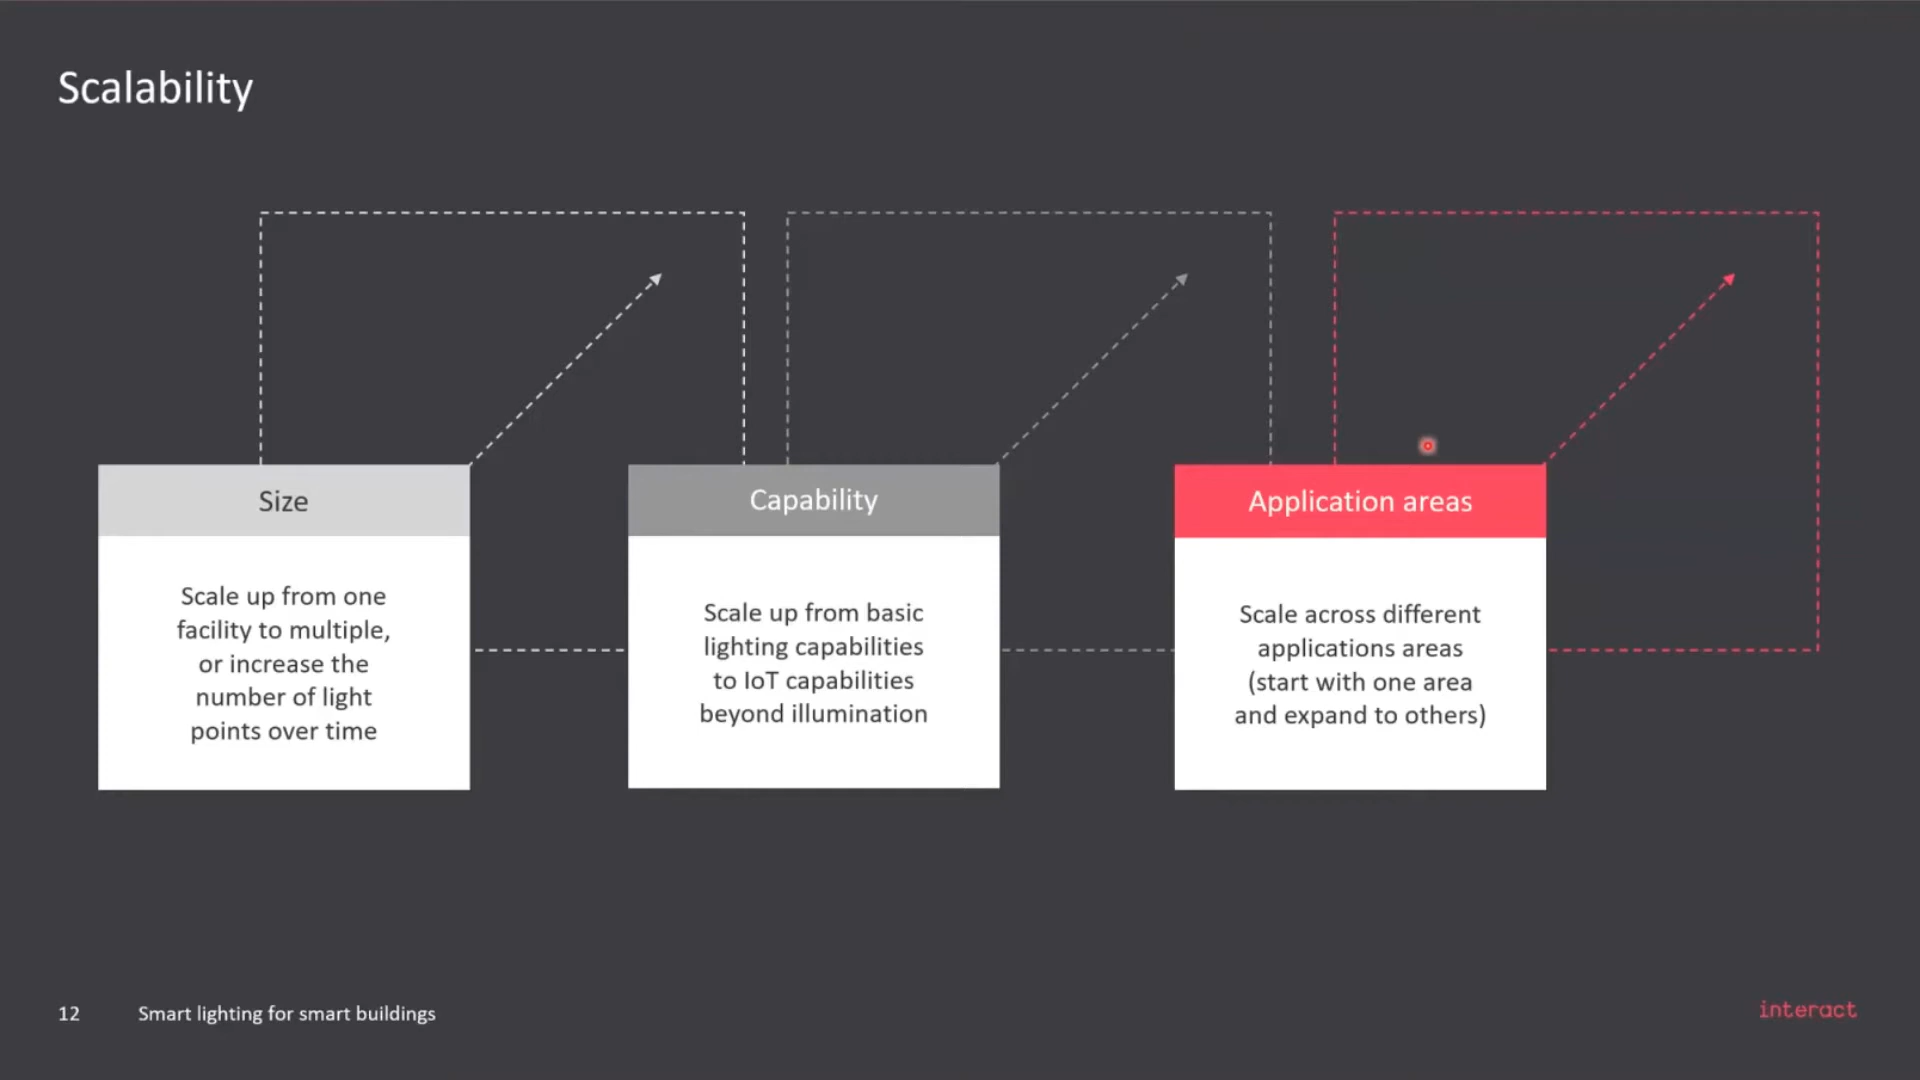 Scalability
Size
Scale up from one
facility to multiple,
or increase the
number of light
points over time
Capability
Scale up from basic
lighting capabilities
to IoT capabilities
beyond illumination
Application areas
Scale across different
applications areas
(start with one area
and expand to others)
12 Smart lighting for smart buildings
interact